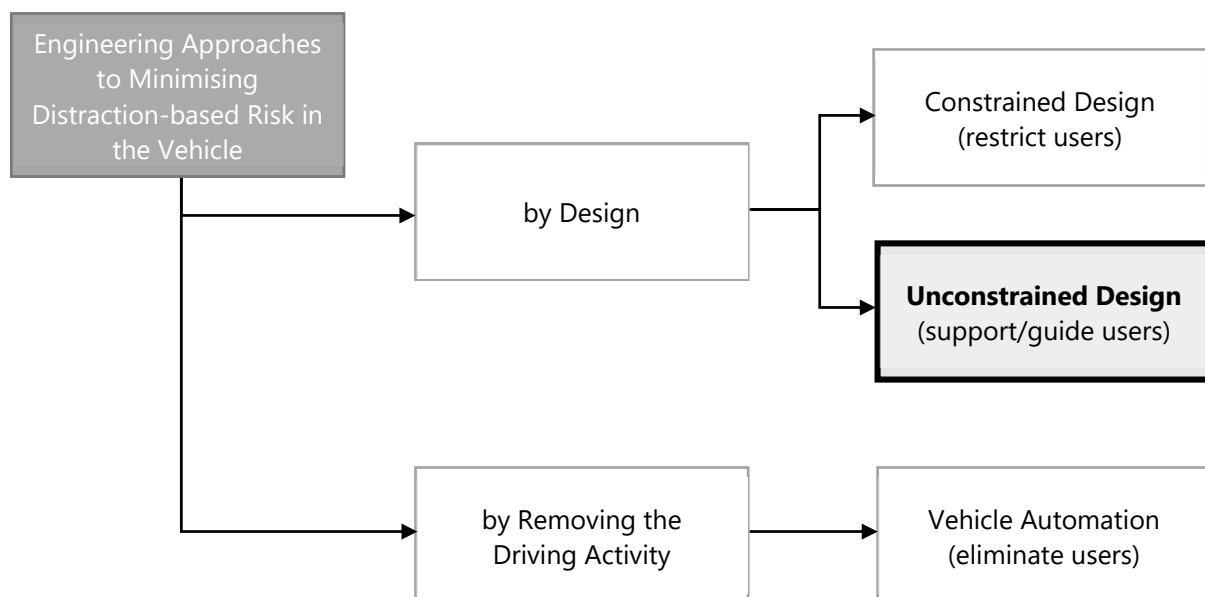 Engineering Approaches
to Minimising
Distraction-based Risk in
the Vehicle
by Design
Constrained Design
(restrict users)
Unconstrained Design
(support/guide users)
by Removing the
Driving Activity
Vehicle Automation
(eliminate users)